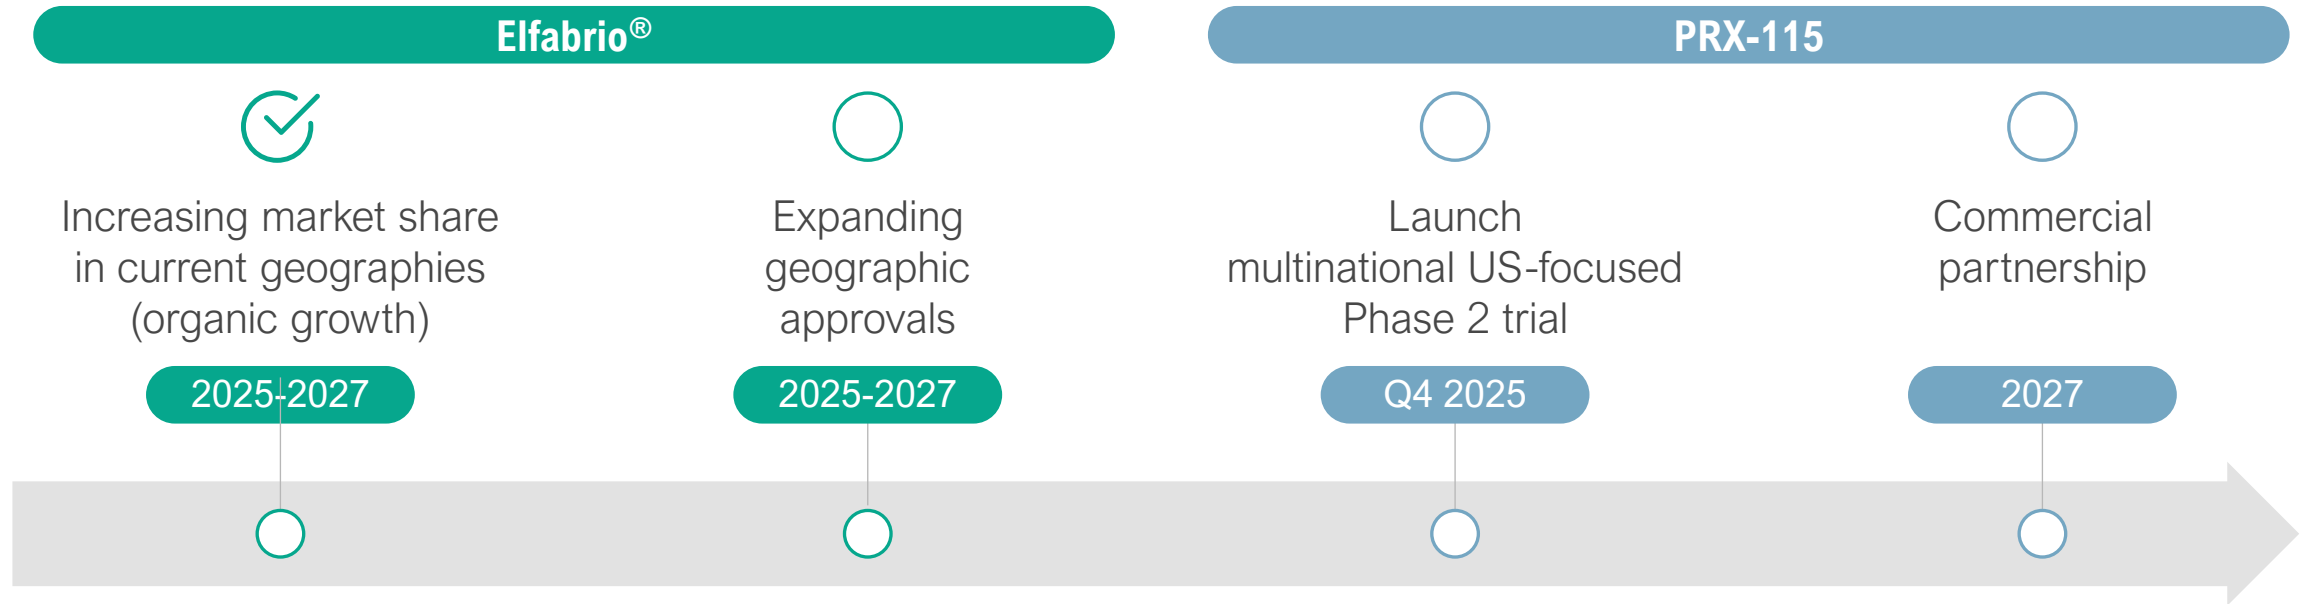 Elfabrio®
Increasing market share
in current geographies
(organic growth)
2025-2027
Expanding
geographic
approvals
2025-2027
PRX-115
Launch
multinational US-focused
Phase 2 trial
Q4 2025
Commercial
partnership
2027